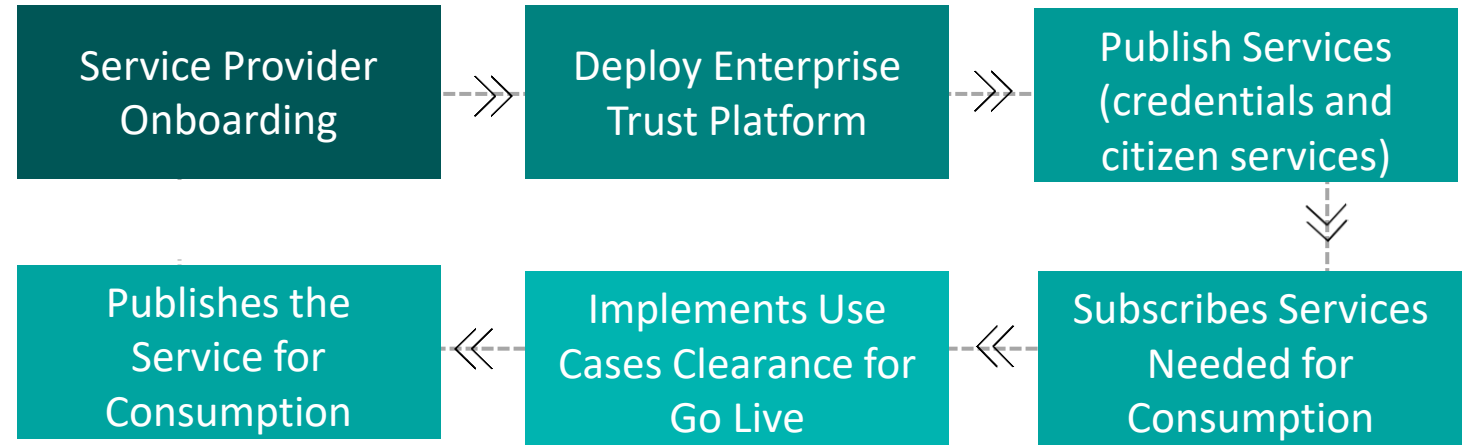 Service Provider
Onboarding
Deploy Enterprise
Trust Platform
Publish Services
(credentials and
citizen services)
Subscribes Services
Needed for
Consumption
Implements Use
Cases Clearance for
Go Live
Publishes the
Service for
Consumption